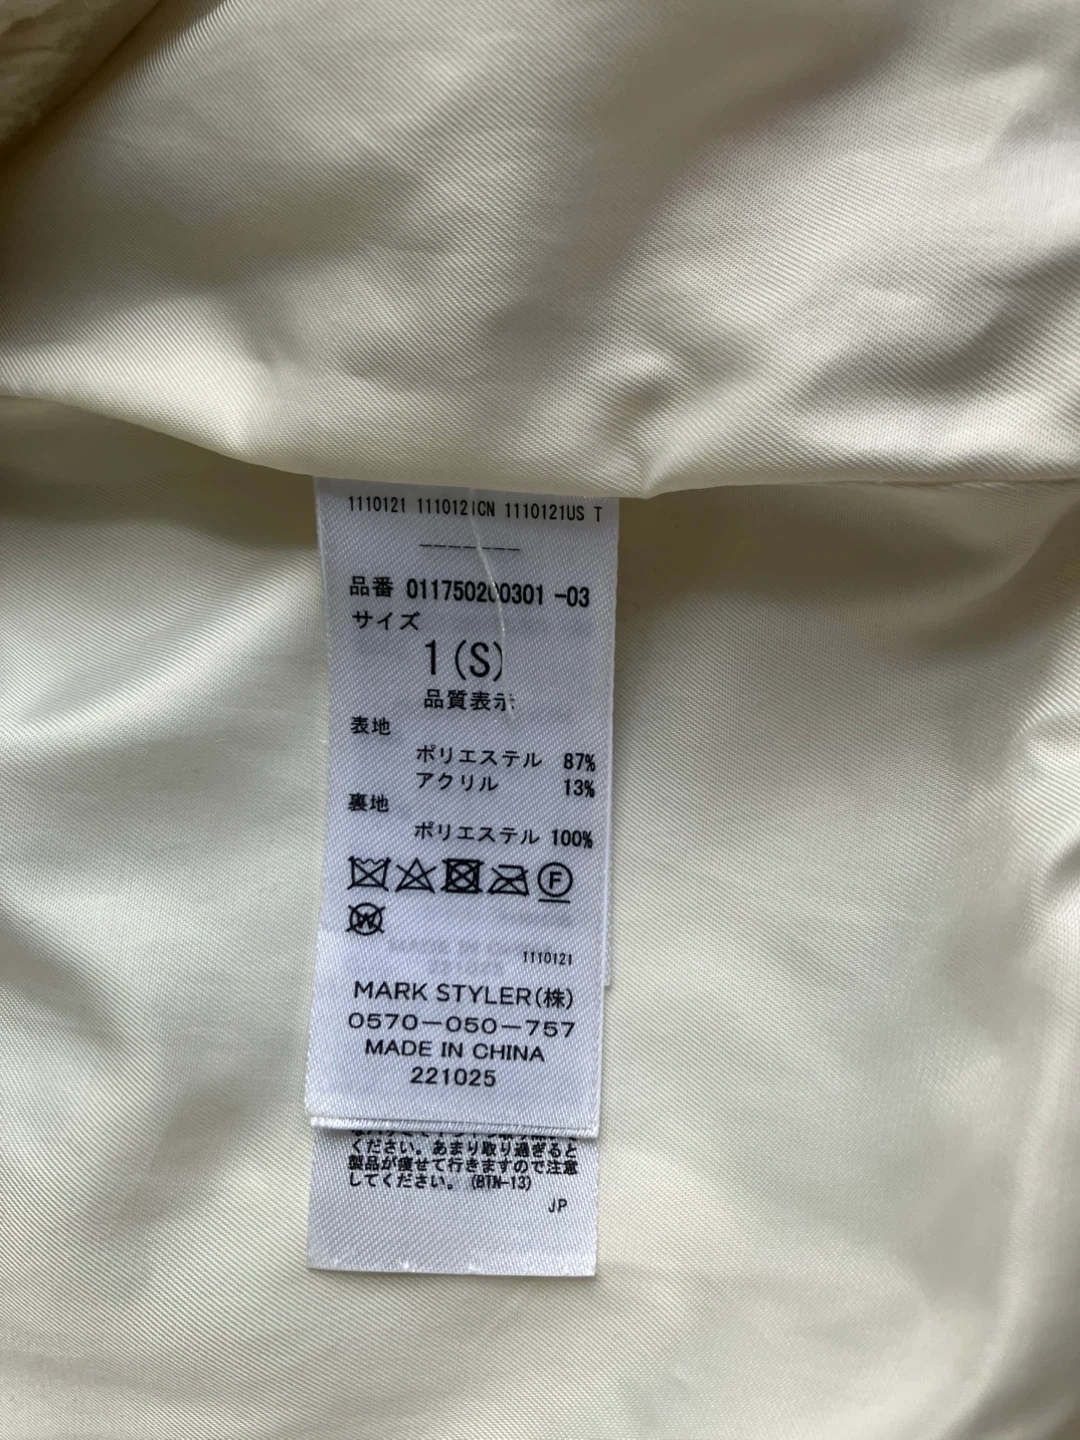 1110121 1110121CN 1110121US T
-------
品番 011750200301 -03
サイズ
1(S)
品質表示
表地
ポリエステル 87%
アクリル 13%
裏地
ポリエステル 100%
F
W
1110121
MARK STYLER(株)
0570-050-757
MADE IN CHINA
221025
ください。あまり取り過ぎると
製品が痩せて行きますので注意
してください。(BTN-13)
JP